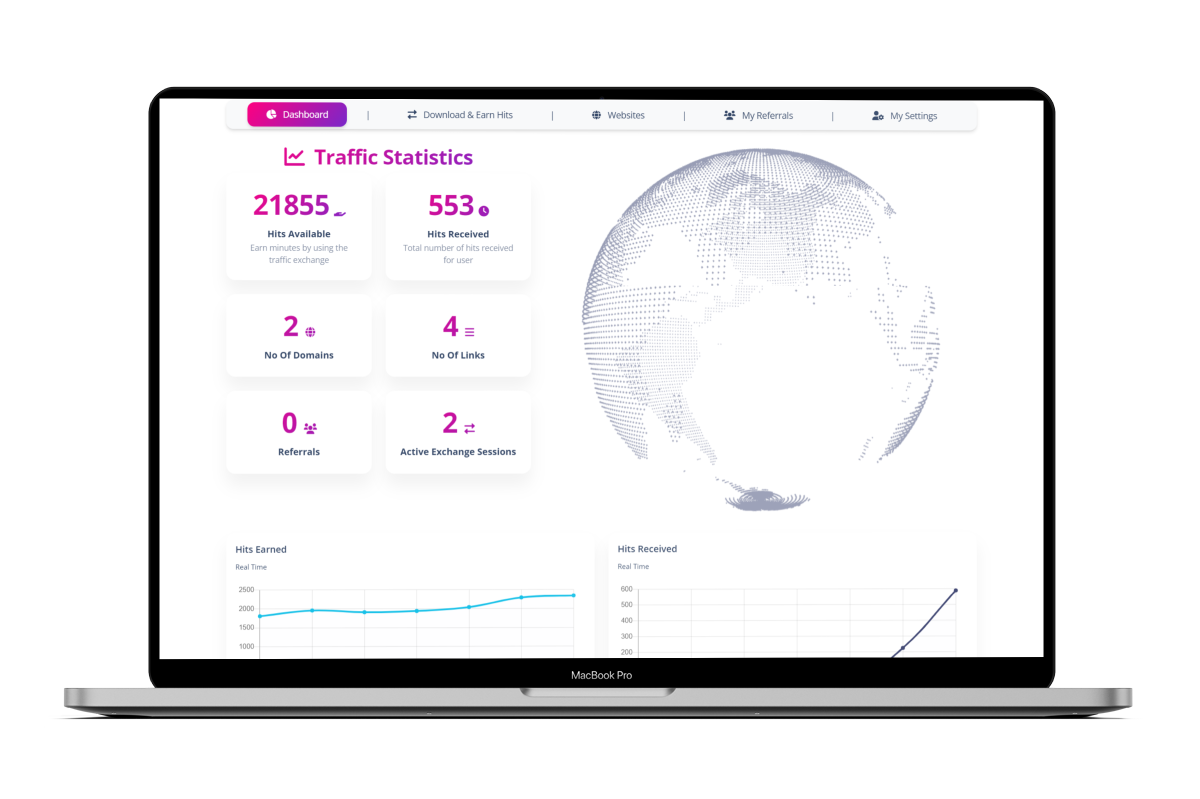 Dashboard | Download & Earn Hits | Websites | My Referrals | My Settings
Traffic Statistics
21855
Hits Available
Earn minutes by using the
traffic exchange
553
Hits Received
Total number of hits received
for user
2
No Of Domains
4
No Of Links
0
Referrals
2
Active Exchange Sessions
Hits Earned
Real Time
2500
2000
1500
1000
Hits Received
Real Time
600
500
400
300
200
MacBook Pro